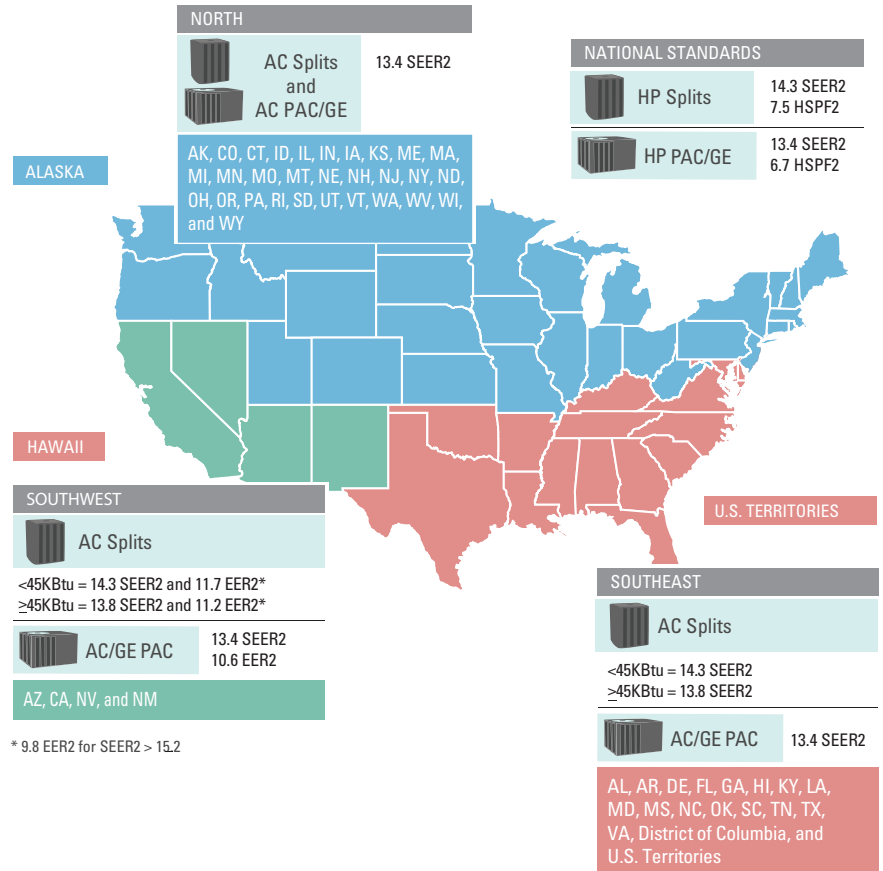 NORTH
AC Splits
and
AC PAC/GE
13.4 SEER2
AK, CO, CT, ID, IL, IN, IA, KS, ME, MA,
MI, MN, MO, MT, NE, NH, NJ, NY, ND,
OH, OR, PA, RI, SD, UT, VT, WA, WV, WI,
and WY
NATIONAL STANDARDS
HP Splits
14.3 SEER2
7.5 HSPF2
HP PAC/GE
13.4 SEER2
6.7 HSPF2
ALASKA
HAWAII
SOUTHWEST
AC Splits
<45KBtu = 14.3 SEER2 and 11.7 EER2*
≥45KBtu = 13.8 SEER2 and 11.2 EER2*
AC/GE PAC
13.4 SEER2
10.6 EER2
AZ, CA, NV, and NM
* 9.8 EER2 for SEER2 > 15.2
U.S. TERRITORIES
SOUTHEAST
AC Splits
<45KBtu = 14.3 SEER2
≥45KBtu = 13.8 SEER2
AC/GE PAC
13.4 SEER2
AL, AR, DE, FL, GA, HI, KY, LA,
MD, MS, NC, OK, SC, TN, TX,
VA, District of Columbia, and
U.S. Territories